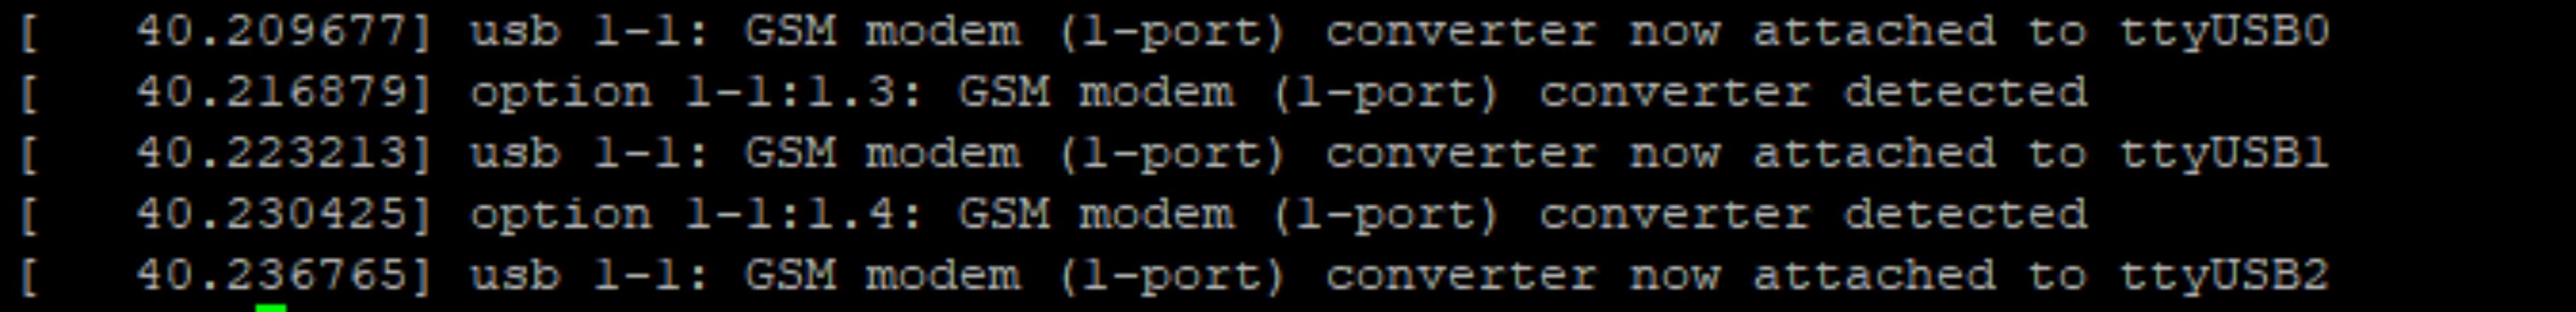 [   40.209677] usb 1-1: GSM modem (1-port) converter now attached to ttyUSB0
[   40.216879] option 1-1:1.3: GSM modem (1-port) converter detected
[   40.223213] usb 1-1: GSM modem (1-port) converter now attached to ttyUSB1
[   40.230425] option 1-1:1.4: GSM modem (1-port) converter detected
[   40.236765] usb 1-1: GSM modem (1-port) converter now attached to ttyUSB2